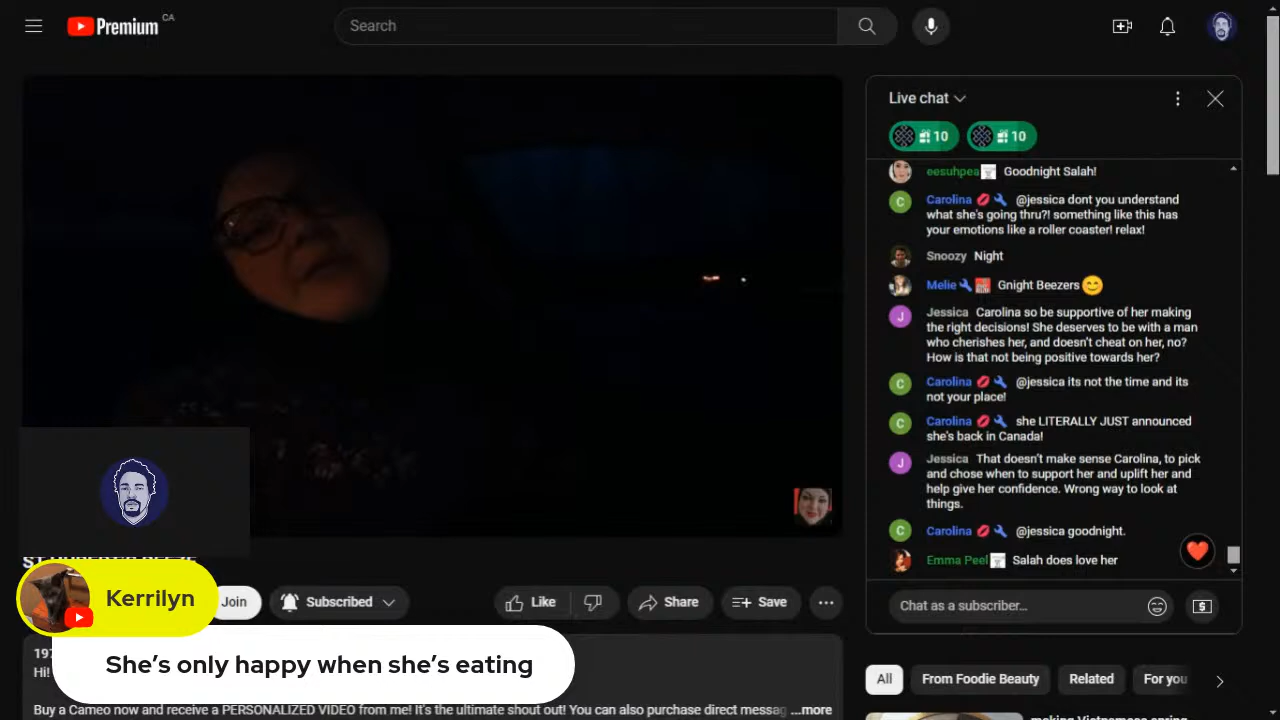 Premium CA
Search
Live chat
10
10
eesuhpea Goodnight Salah!
Carolina @jessica dont you understand
what she's going thru?! something like this has
your emotions like a roller coaster! relax!
Snoozy Night
Melie Gnight Beezers
J
Jessica Carolina so be supportive of her making
the right decisions! She deserves to be with a man
who cherishes her, and doesn't cheat on her, no?
How is that not being positive towards her?
C
Carolina @jessica its not the time and its
not your place!
C
Carolina she LITERALLY JUST announced
she's back in Canada!
J
Jessica That doesn't make sense Carolina, to pick
and chose when to support her and uplift her and
help give her confidence. Wrong way to look at
things.
C
Carolina @jessica goodnight.
Emma Peel Salah does love her
Chat as a subscriber...
Kerrilyn
Join
Subscribed
Like
Share
Save
She's only happy when she's eating
197
Hi!
Buy a Cameo now and receive a PERSONALIZED VIDEO from me! It's the ultimate shout out! You can also purchase direct messag ...more
All
From Foodie Beauty
Related
For you
making Vietnamese spring